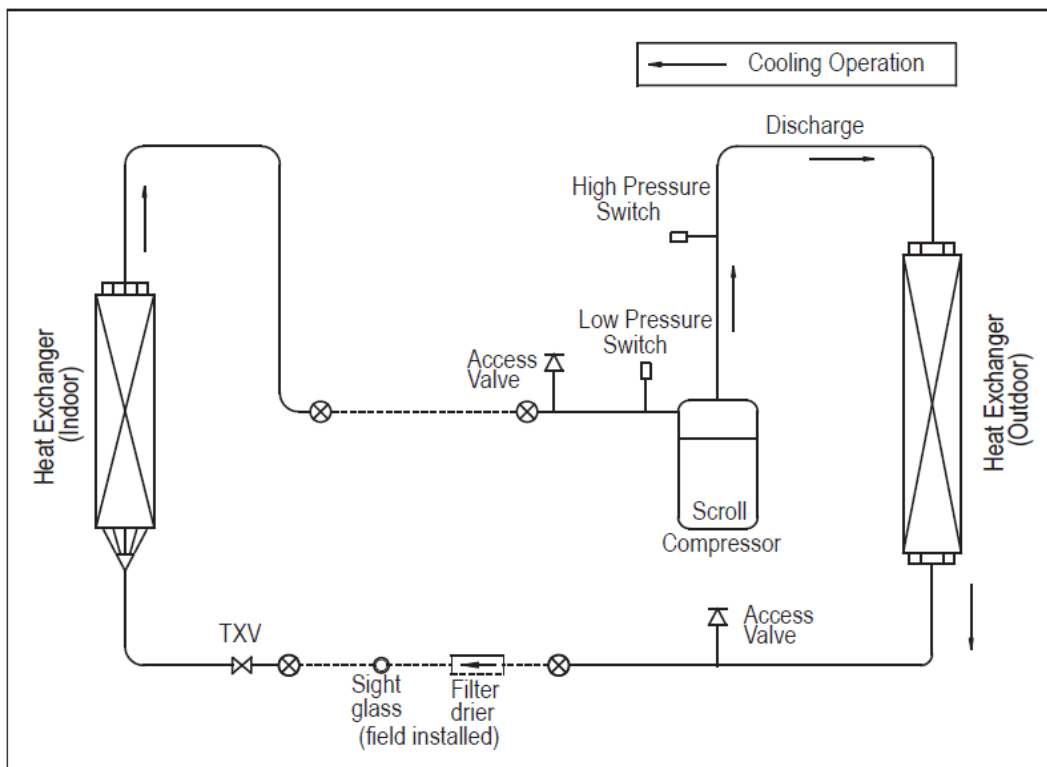 Cooling Operation
Discharge
High Pressure
Switch
Low Pressure
Switch
Access
Valve
Heat Exchanger
(Indoor)
Heat Exchanger
(Outdoor)
Scroll
Compressor
TXV
Access
Valve
Sight
glass
Filter
drier
(field installed)